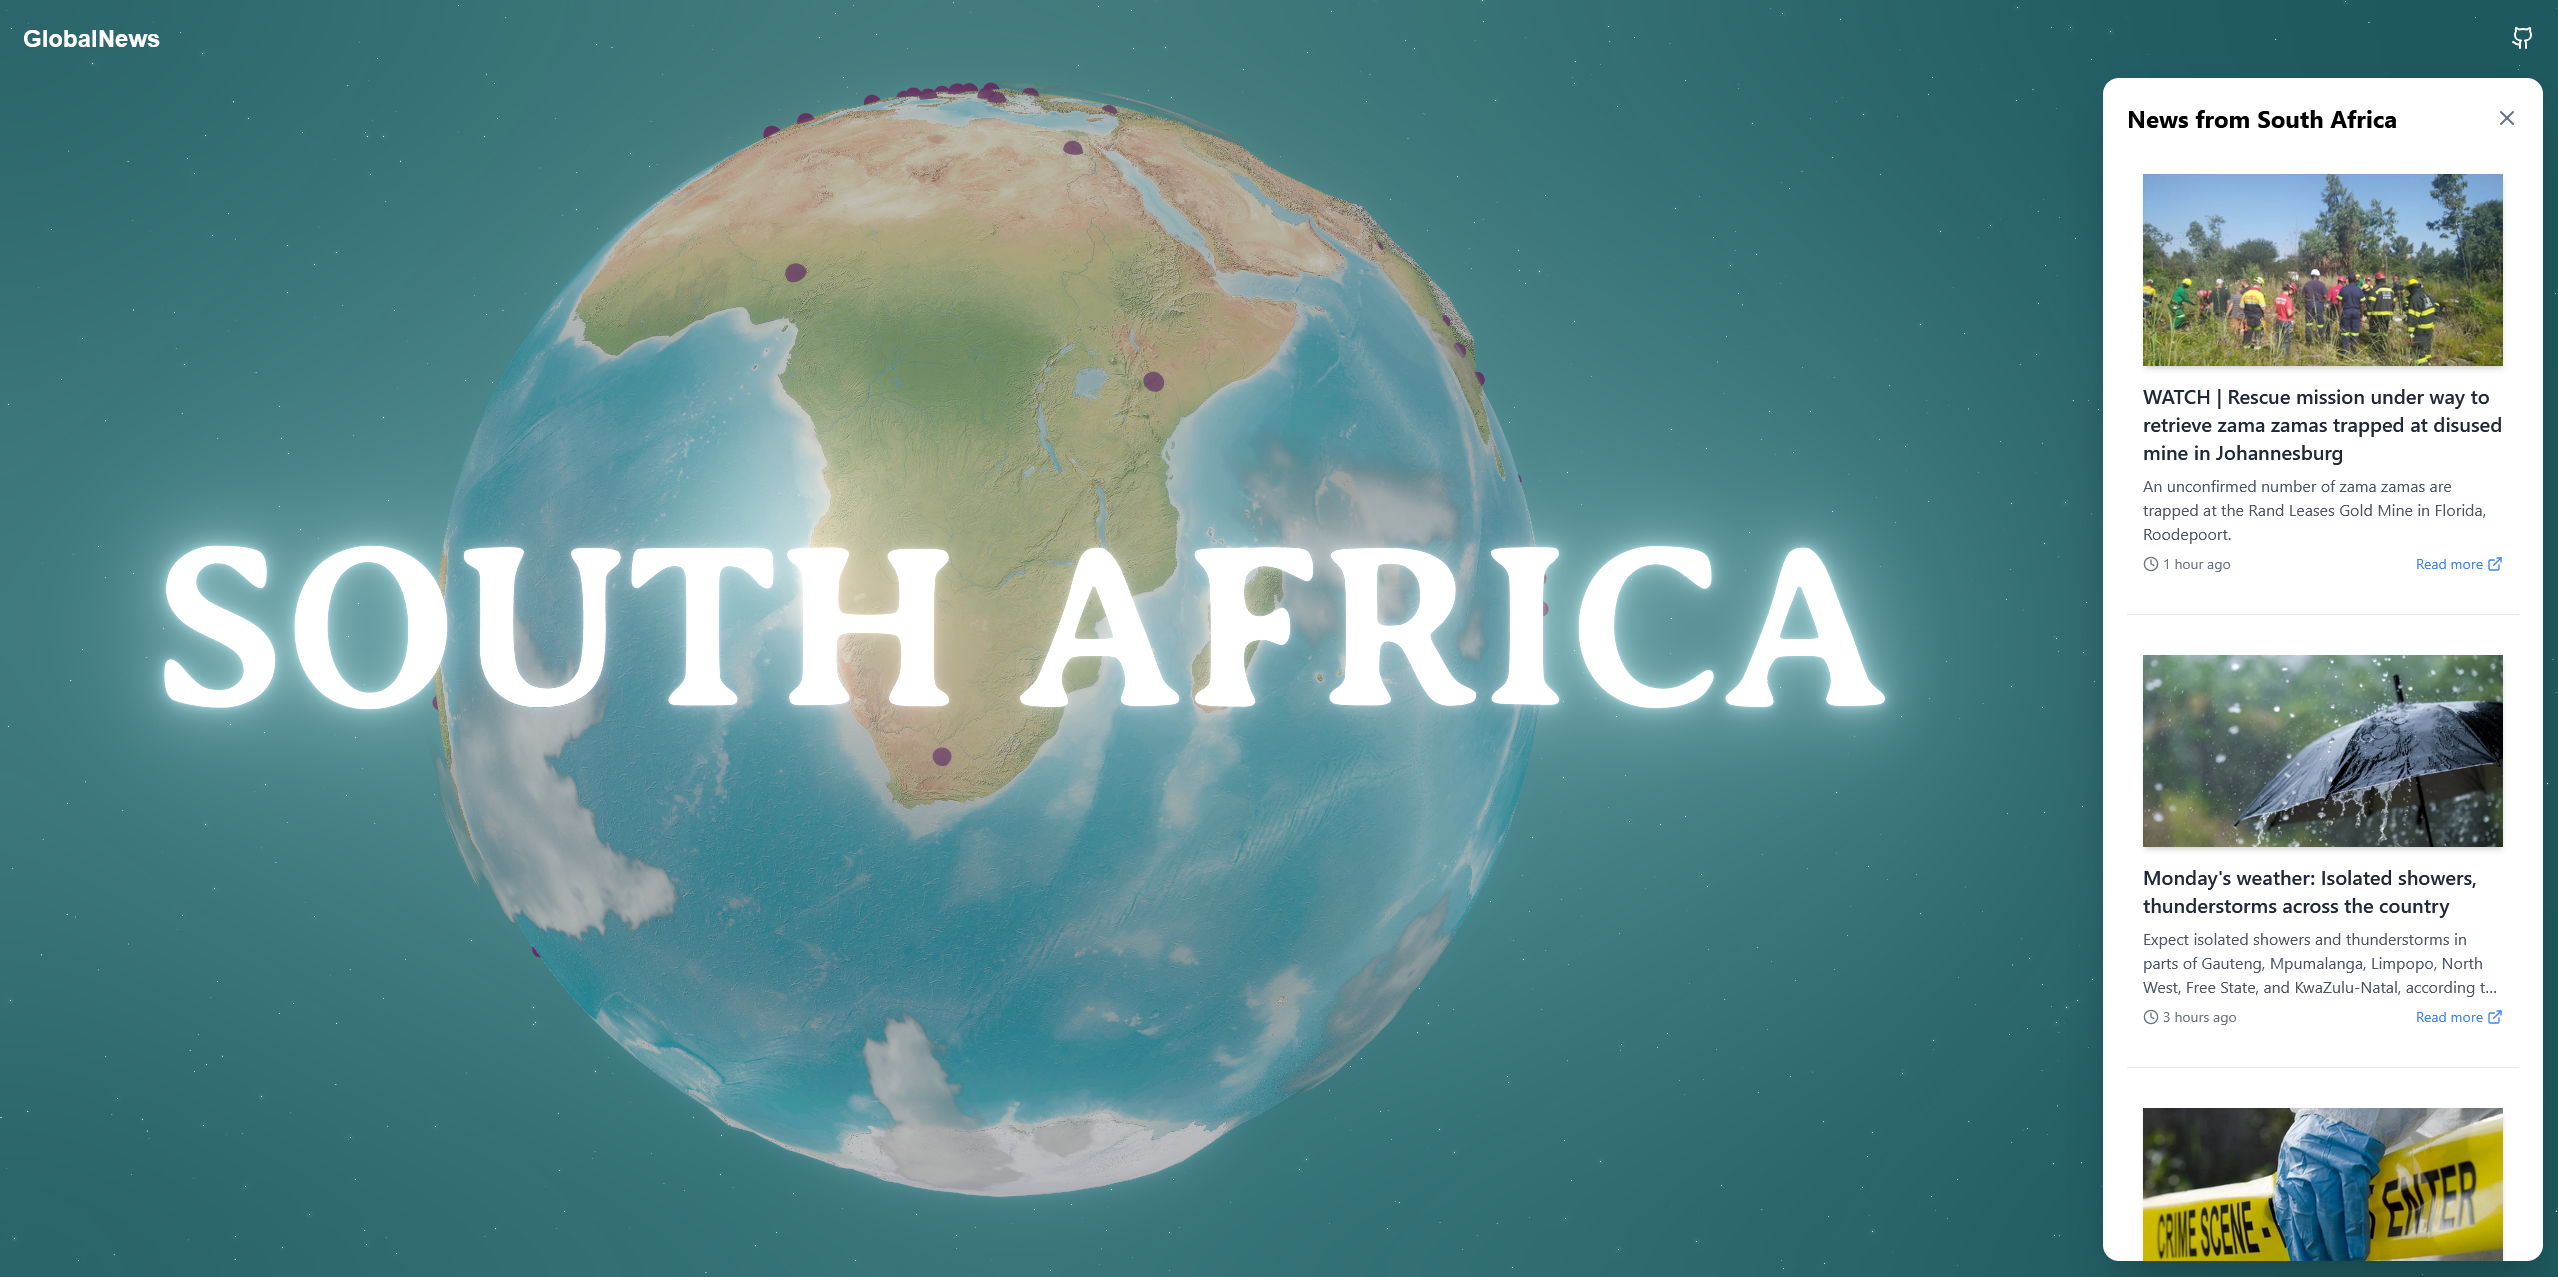 GlobalNews
SOUTH AFRICA
News from South Africa
WATCH | Rescue mission under way to
retrieve zama zamas trapped at disused
mine in Johannesburg
An unconfirmed number of zama zamas are
trapped at the Rand Leases Gold Mine in Florida,
Roodepoort.
1 hour ago
Read more
Monday's weather: Isolated showers,
thunderstorms across the country
Expect isolated showers and thunderstorms in
parts of Gauteng, Mpumalanga, Limpopo, North
West, Free State, and KwaZulu-Natal, according t...
3 hours ago
Read more
CRIME SCENE -
ENTER